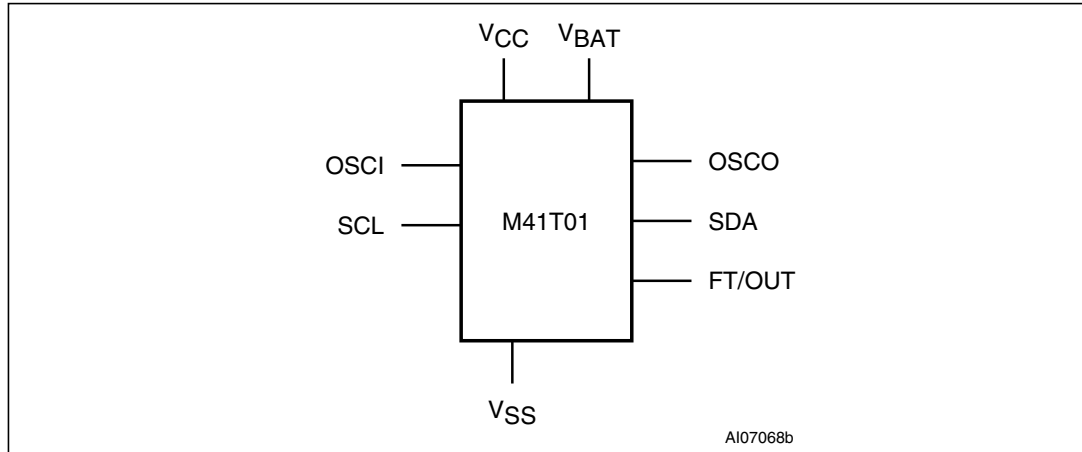 VCC VBAT
OSCI OSCO
SCL M41T01 SDA
FT/OUT
VSS
AI07068b